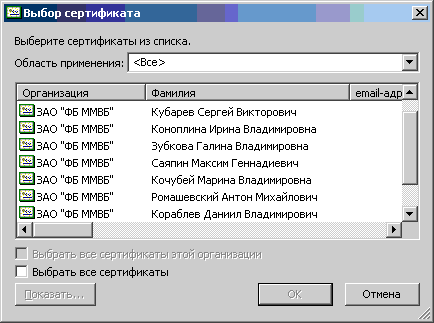 Выбор сертификата
Выберите сертификаты из списка.
Область применения: <Все>
Организация Фамилия email-адр
ЗАО "ФБ ММВБ" Кубарев Сергей Викторович
ЗАО "ФБ ММВБ" Коноплина Ирина Владимировна
ЗАО "ФБ ММВБ" Зубкова Галина Владимировна
ЗАО "ФБ ММВБ" Саяпин Максим Геннадиевич
ЗАО "ФБ ММВБ" Кочубей Марина Владимировна
ЗАО "ФБ ММВБ" Ромашевский Антон Михайлович
ЗАО "ФБ ММВБ" Кораблев Даниил Владимирович
Выбрать все сертификаты этой организации
Выбрать все сертификаты
Показать... OK Отмена